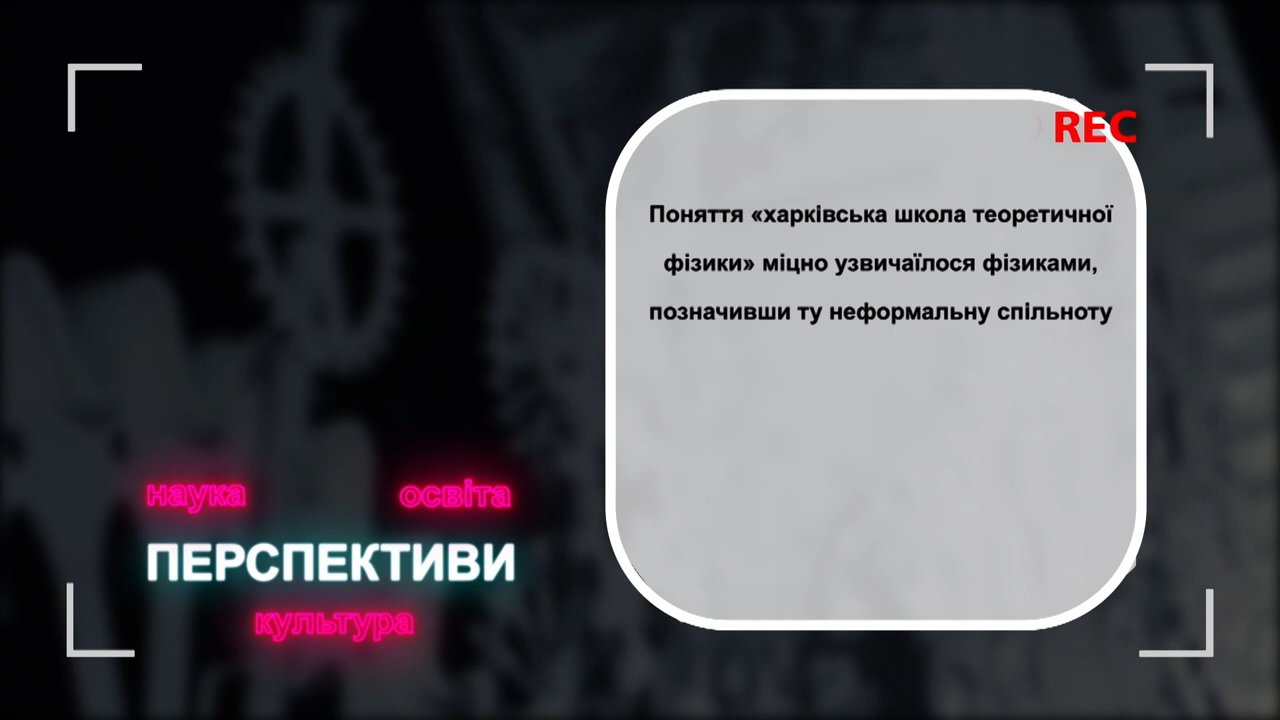 REC
Поняття «харківська школа теоретичної
фізики» міцно узвичаїлося фізиками,
позначивши ту неформальну спільноту
наука
освіта
ПЕРСПЕКТИВИ
культура